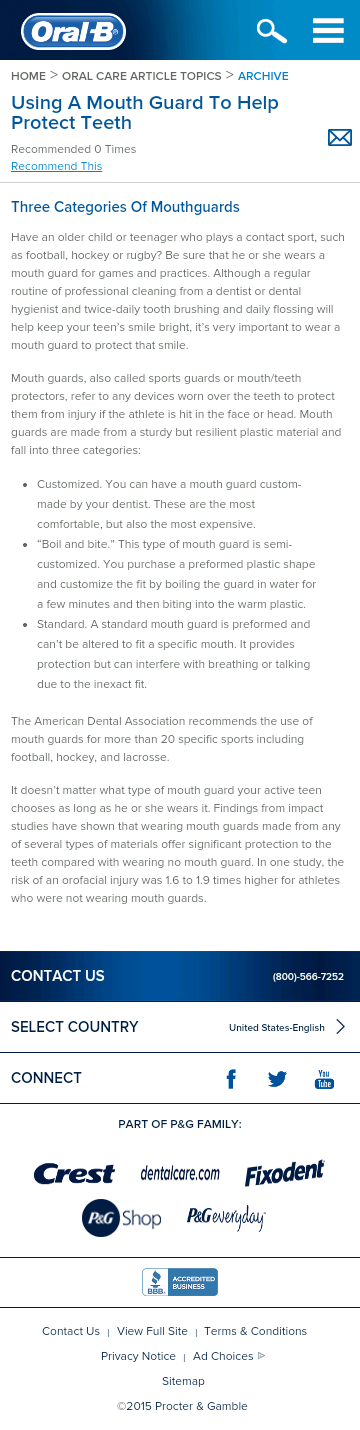 Oral-B
HOME > ORAL CARE ARTICLE TOPICS > ARCHIVE
Using A Mouth Guard To Help
Protect Teeth
Recommended 0 Times
Recommend This
Three Categories Of Mouthguards
Have an older child or teenager who plays a contact sport, such
as football, hockey or rugby? Be sure that he or she wears a
mouth guard for games and practices. Although a regular
routine of professional cleaning from a dentist or dental
hygienist and twice-daily tooth brushing and daily flossing will
help keep your teen's smile bright, it's very important to wear a
mouth guard to protect that smile.
Mouth guards, also called sports guards or mouth/teeth
protectors, refer to any devices worn over the teeth to protect
them from injury if the athlete is hit in the face or head. Mouth
guards are made from a sturdy but resilient plastic material and
fall into three categories:
• Customized. You can have a mouth guard custom-
made by your dentist. These are the most
comfortable, but also the most expensive.
• “Boil and bite.” This type of mouth guard is semi-
customized. You purchase a preformed plastic shape
and customize the fit by boiling the guard in water for
a few minutes and then biting into the warm plastic.
• Standard. A standard mouth guard is preformed and
can't be altered to fit a specific mouth. It provides
protection but can interfere with breathing or talking
due to the inexact fit.
The American Dental Association recommends the use of
mouth guards for more than 20 specific sports including
football, hockey, and lacrosse.
It doesn't matter what type of mouth guard your active teen
chooses as long as he or she wears it. Findings from impact
studies have shown that wearing mouth guards made from any
of several types of materials offer significant protection to the
teeth compared with wearing no mouth guard. In one study, the
risk of an orofacial injury was 1.6 to 1.9 times higher for athletes
who were not wearing mouth guards.
CONTACT US (800)-566-7252
SELECT COUNTRY United States-English
CONNECT f You Tube
PART OF P&G FAMILY:
Crest dentalcare.com Fixodent
P&G Shop P&G everyday
BBB. ACCREDITED BUSINESS
Contact Us | View Full Site | Terms & Conditions
Privacy Notice | Ad Choices
Sitemap
©2015 Procter & Gamble